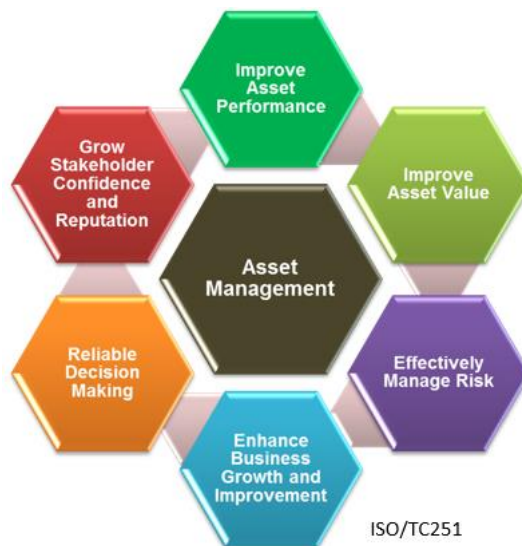 Improve
Asset
Performance
Improve
Asset Value
Effectively
Manage Risk
Enhance
Business
Growth and
Improvement
Reliable
Decision
Making
Grow
Stakeholder
Confidence
and
Reputation
Asset
Management
ISO/TC251